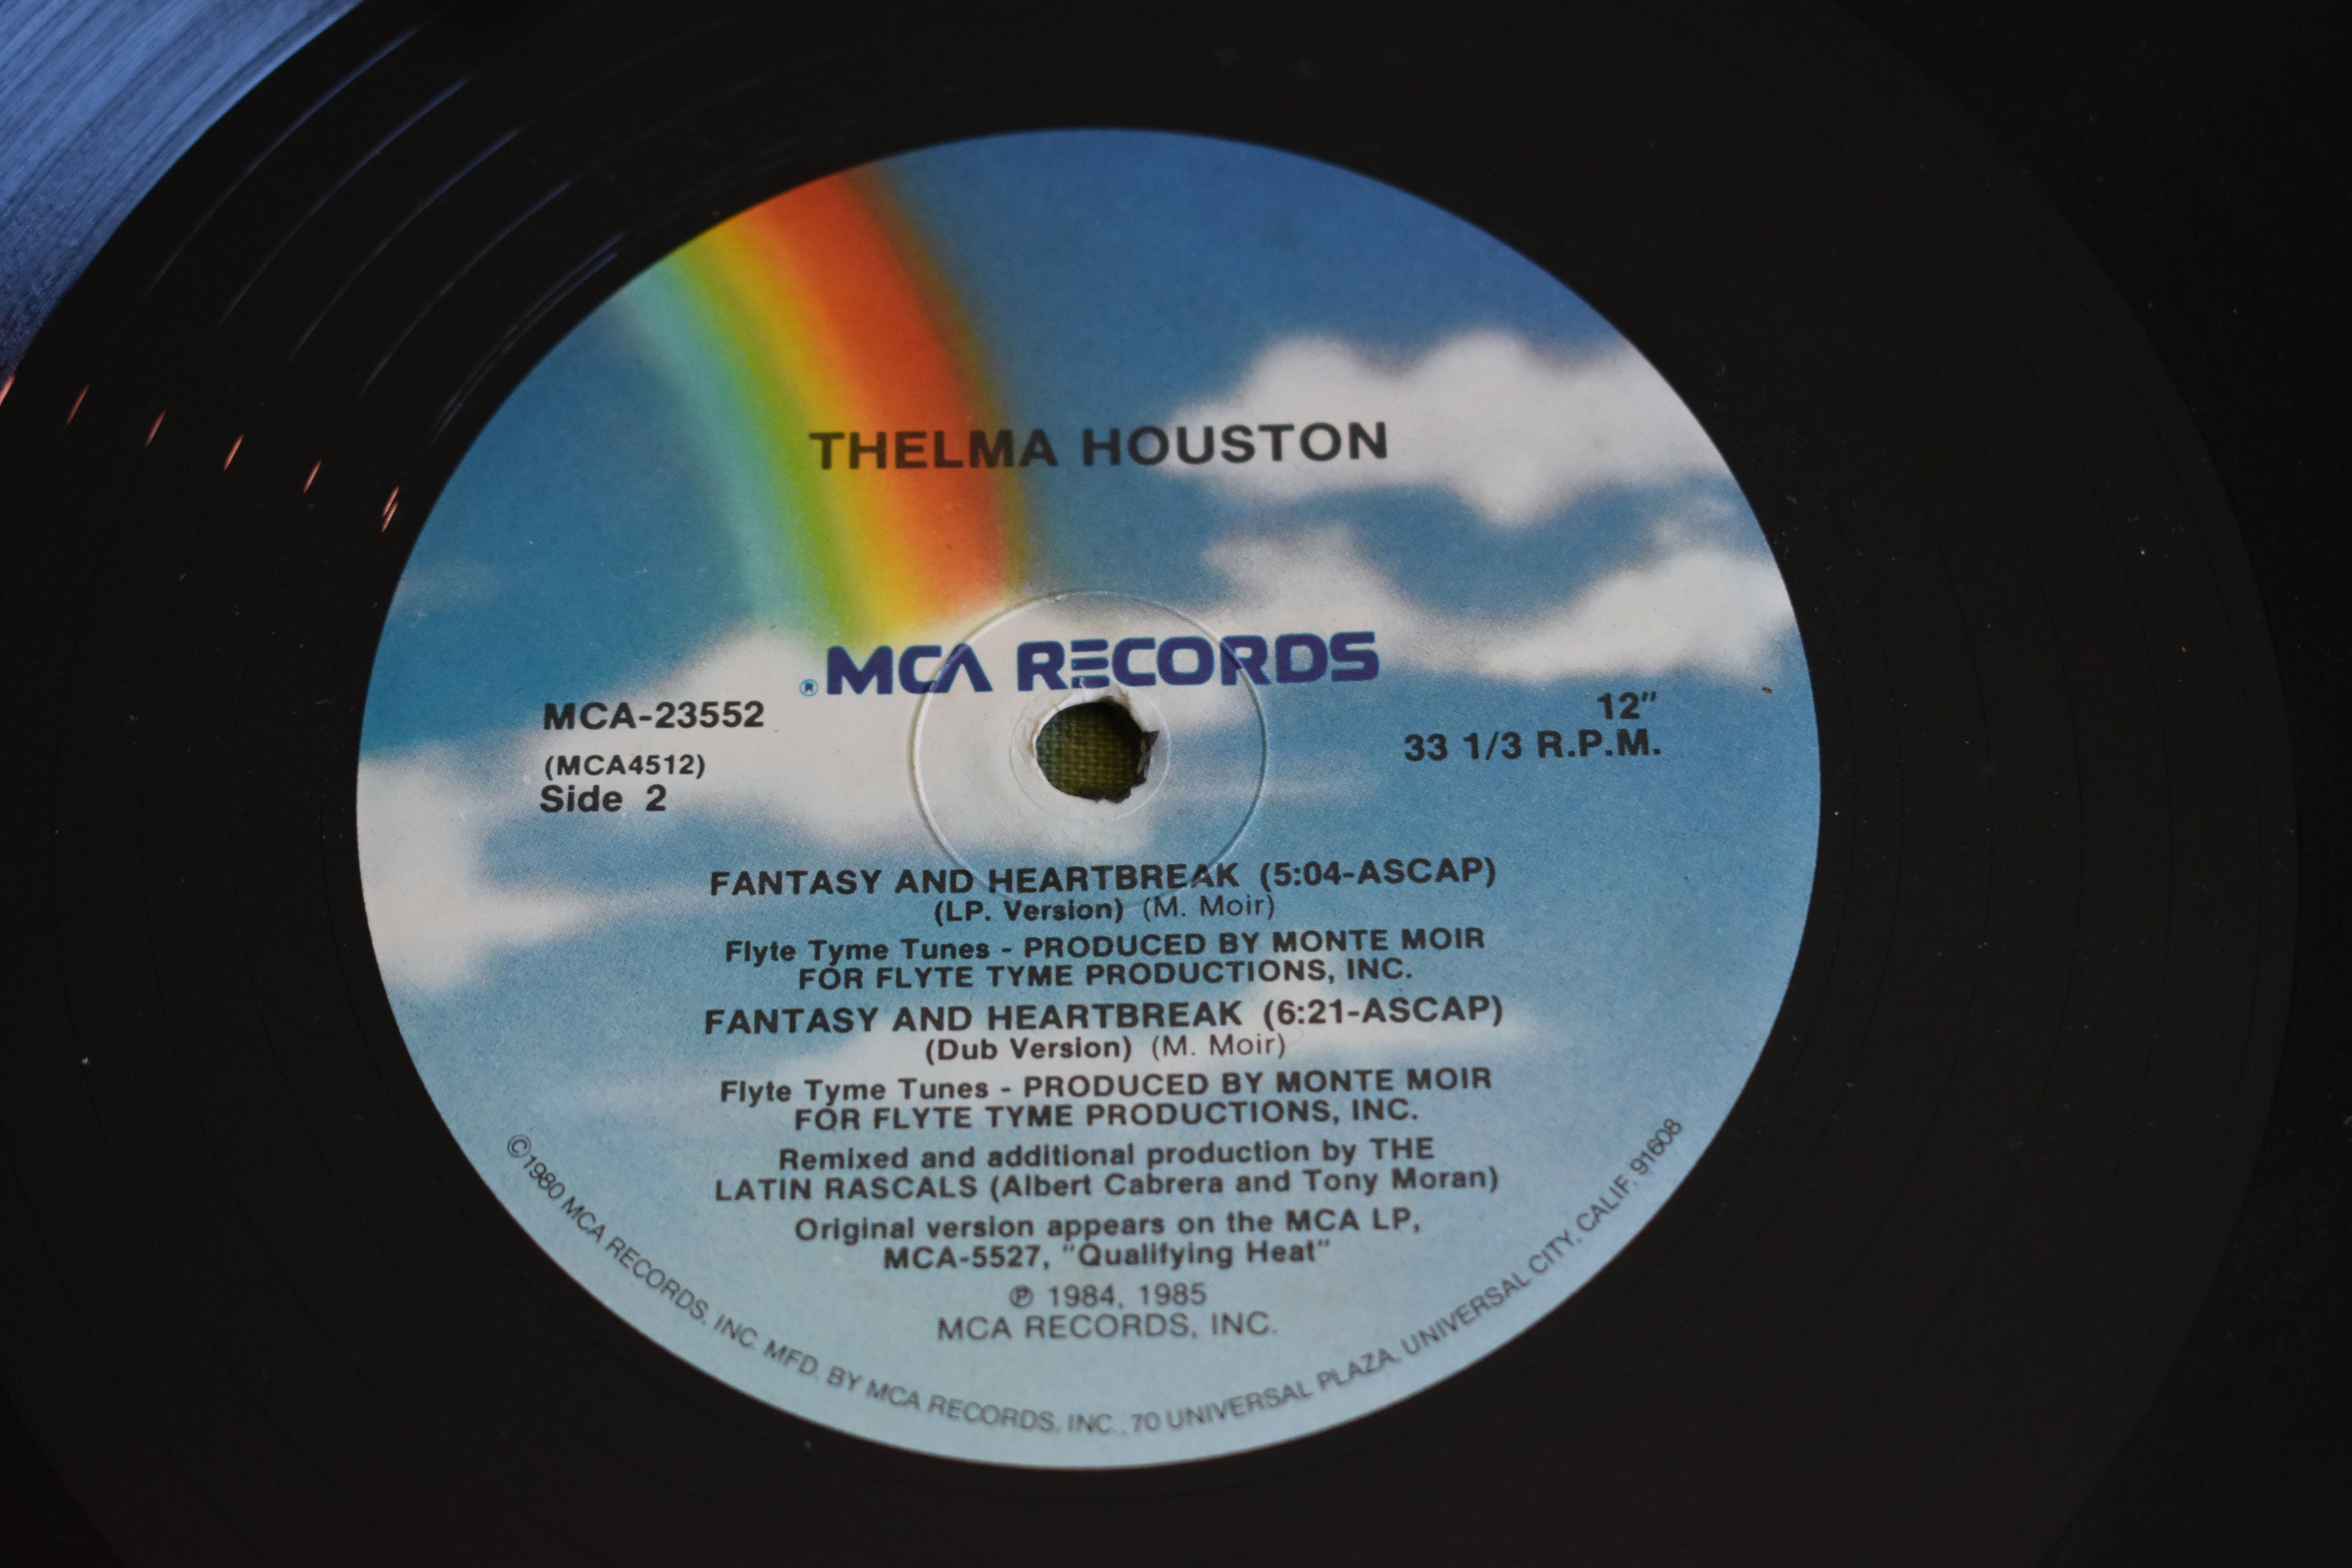 THELMA HOUSTON
® MCA RECORDS
MCA-23552
(MCA4512)
Side 2
12"
33 1/3 R.P.M.
FANTASY AND HEARTBREAK (5:04-ASCAP)
(LP. Version) (M. Moir)
Flyte Tyme Tunes - PRODUCED BY MONTE MOIR
FOR FLYTE TYME PRODUCTIONS, INC.
FANTASY AND HEARTBREAK (6:21-ASCAP)
(Dub Version) (M. Moir)
Flyte Tyme Tunes - PRODUCED BY MONTE MOIR
FOR FLYTE TYME PRODUCTIONS, INC.
Remixed and additional production by THE
LATIN RASCALS (Albert Cabrera and Tony Moran)
Original version appears on the MCA LP,
MCA-5527, "Qualifying Heat"
℗ 1984, 1985
MCA RECORDS, INC.
©1980 MCA RECORDS, INC. MFD. BY MCA RECORDS, INC., 70 UNIVERSAL PLAZA, UNIVERSAL CITY, CALIF. 91608